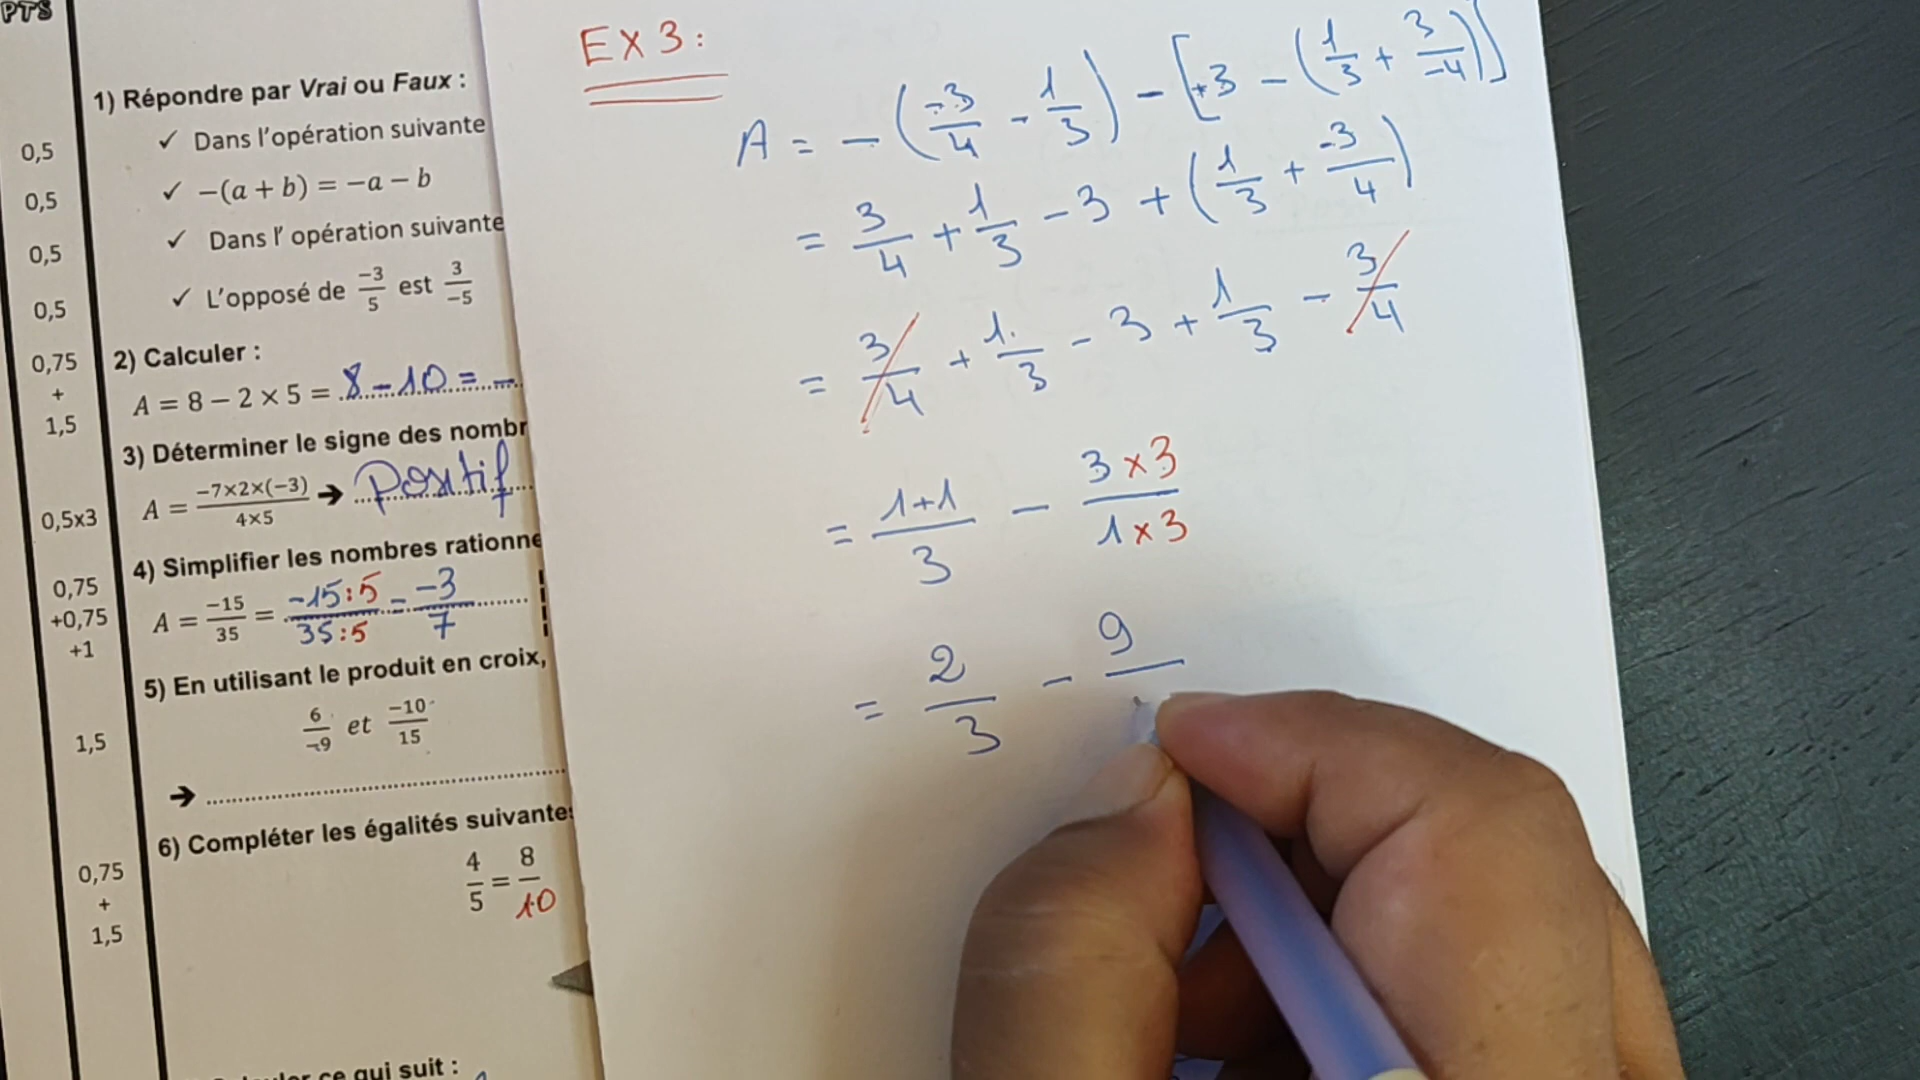 PTS
1) Répondre par Vrai ou Faux :
0,5 ✓ Dans l'opération suivante
0,5 ✓ −(a + b) = −a − b
0,5 ✓ Dans l' opération suivante
0,5 ✓ L'opposé de −3/5 est 3/−5
2) Calculer :
0,75 + 1,5 A = 8 − 2 × 5 = 8 − 10 = −
3) Déterminer le signe des nombr
0,5x3 A = −7×2×(−3) / 4×5 ➔ Positif
4) Simplifier les nombres rationne
0,75 +0,75 +1 A = −15/35 = −15:5 / 35:5 = −3/7
5) En utilisant le produit en croix,
1,5 6/−9 et −10/15
➔
6) Compléter les égalités suivantes
0,75 + 1,5 4/5 = 8/10
ce qui suit :
EX 3 :
A = − (−3/4 − 1/3) − [+3 − (1/3 + 3/−4)]
= 3/4 + 1/3 − 3 + (1/3 + −3/4)
= 3/4 + 1/3 − 3 + 1/3 − 3/4
= 1+1 / 3 − 3×3 / 1×3
= 2/3 − 9/